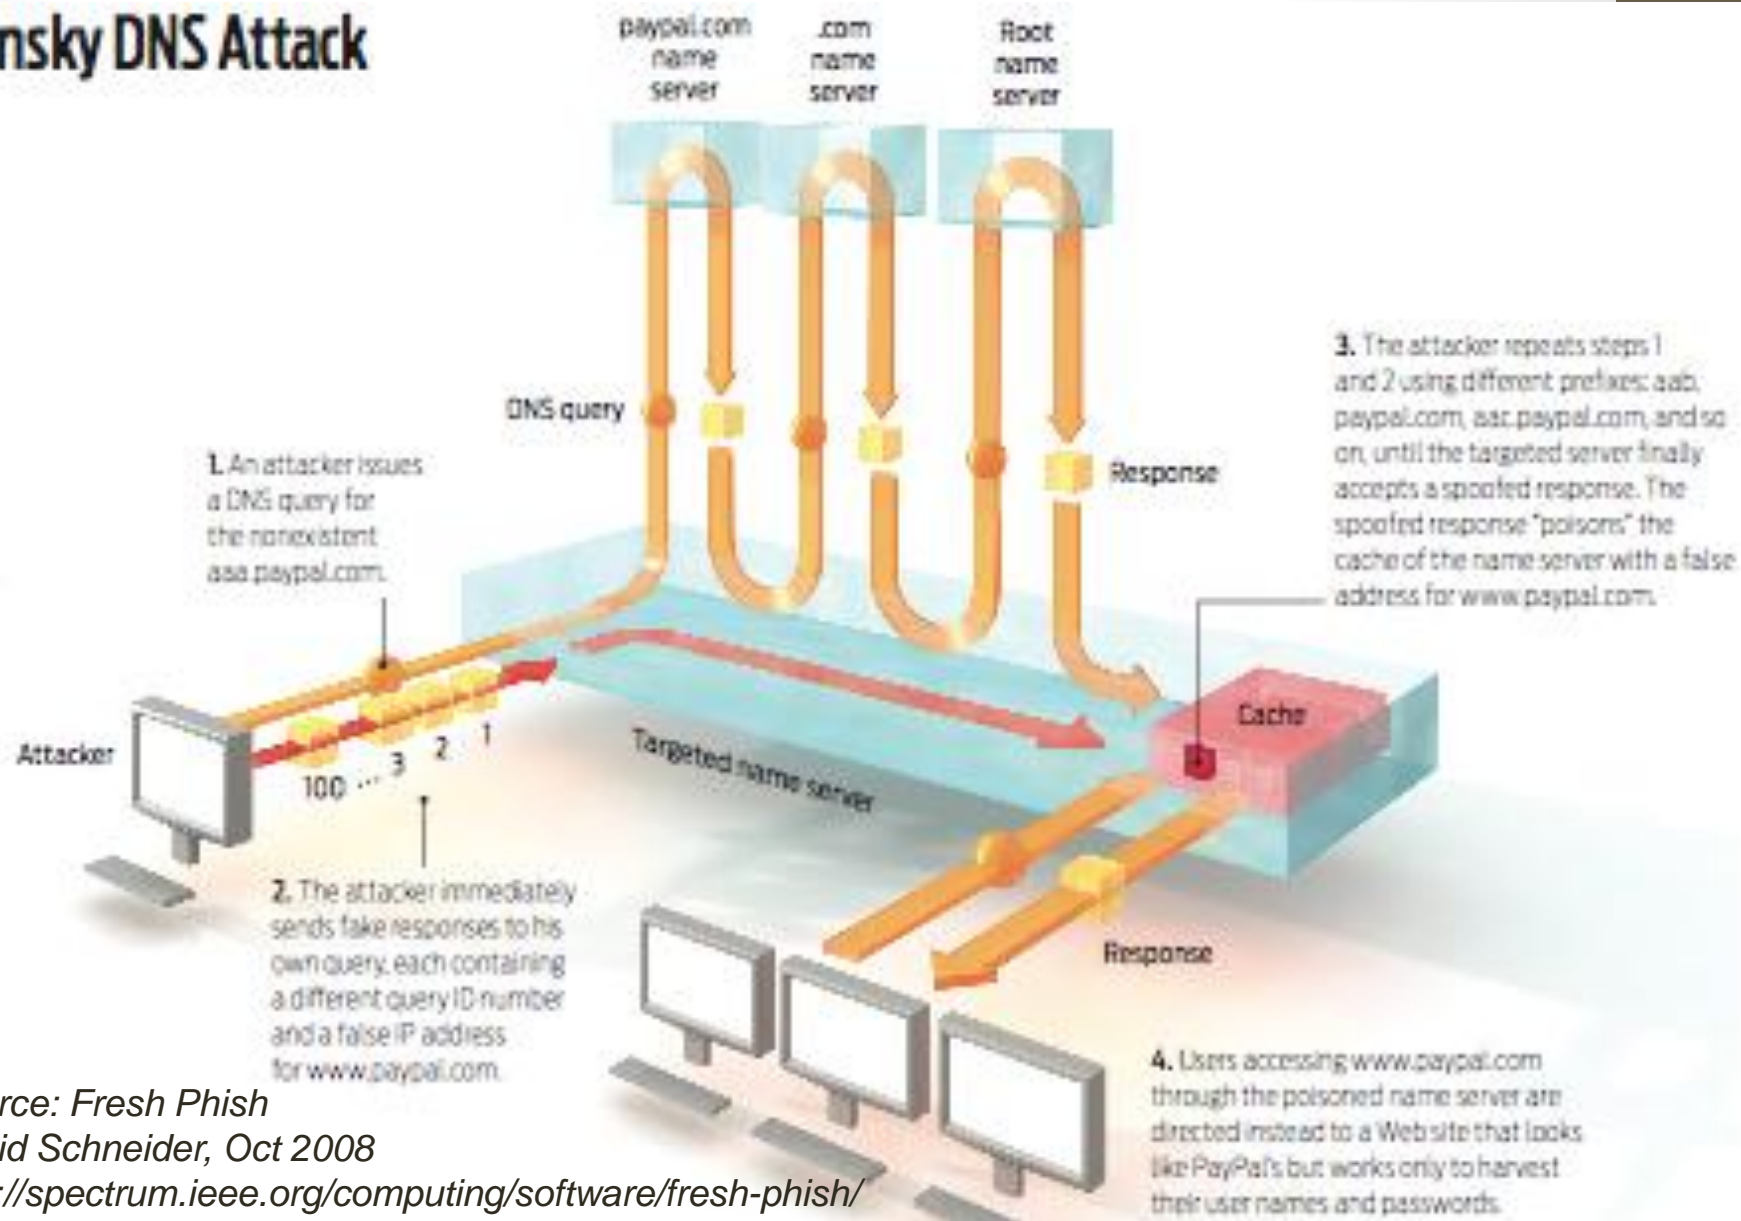 nsky DNS Attack
paypal.com
name
server
.com
name
server
Root
name
server
DNS query
Response
1. An attacker issues
a DNS query for
the nonexistent
aaa.paypal.com.
3. The attacker repeats steps 1
and 2 using different prefixes: aab.
paypal.com, aac.paypal.com, and so
on, until the targeted server finally
accepts a spoofed response. The
spoofed response "poisons" the
cache of the name server with a false
address for www.paypal.com.
Attacker
100 ... 3 2 1
Targeted name server
Cache
2. The attacker immediately
sends fake responses to his
own query, each containing
a different query ID number
and a false IP address
for www.paypal.com.
Response
4. Users accessing www.paypal.com
through the poisoned name server are
directed instead to a Web site that looks
like PayPal's but works only to harvest
their user names and passwords.
rce: Fresh Phish
id Schneider, Oct 2008
://spectrum.ieee.org/computing/software/fresh-phish/